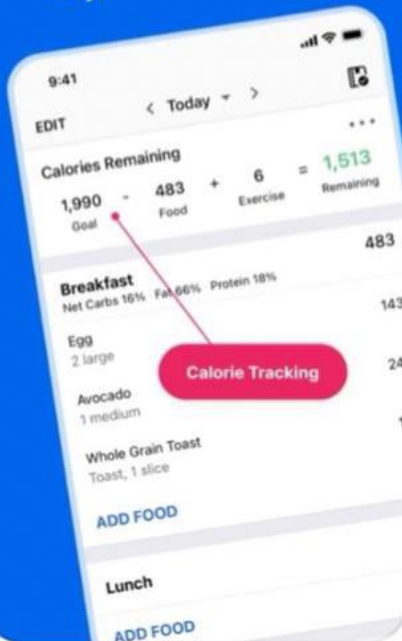 9:41
EDIT < Today >
Calories Remaining
1,990 - 483 + 6 = 1,513
Goal Food Exercise Remaining
Breakfast 483
Net Carbs 16% Fat 66% Protein 18%
Egg 143
2 large
Calorie Tracking
Avocado 24
1 medium
Whole Grain Toast
Toast, 1 slice
ADD FOOD
Lunch
ADD FOOD